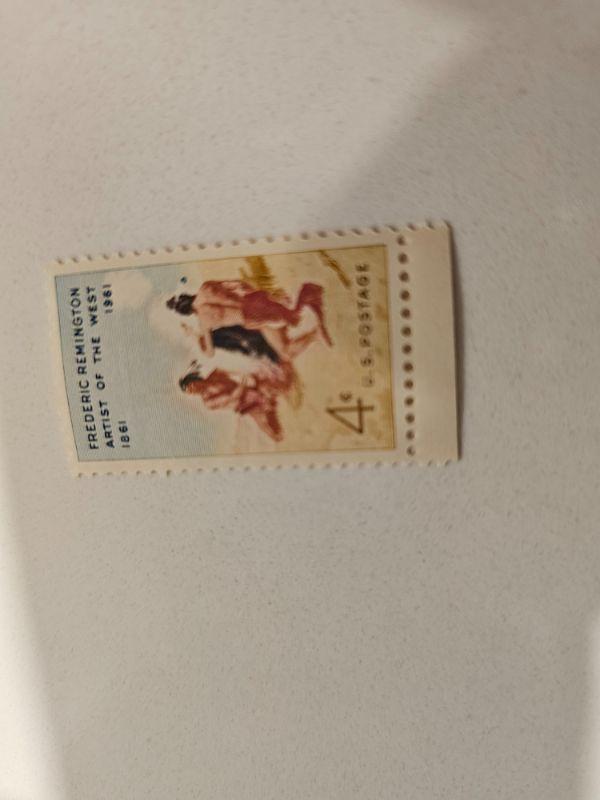 FREDERIC REMINGTON
ARTIST OF THE WEST
1861 1961
4¢ U.S. POSTAGE